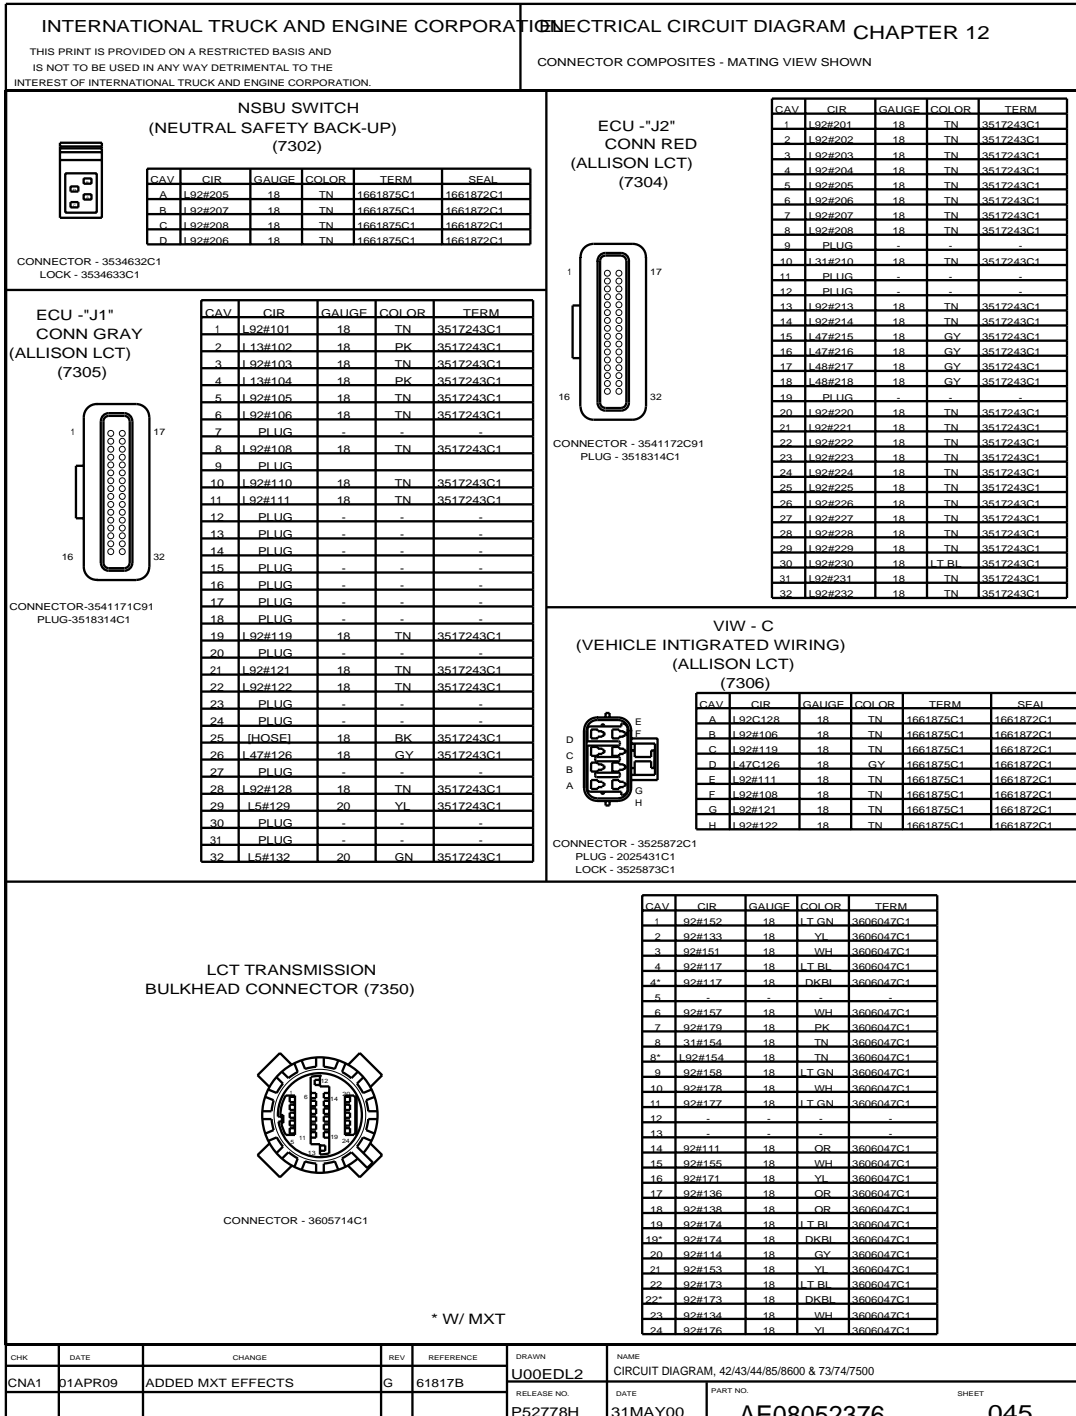 INTERNATIONAL TRUCK AND ENGINE CORPORATION
THIS PRINT IS PROVIDED ON A RESTRICTED BASIS AND
IS NOT TO BE USED IN ANY WAY DETRIMENTAL TO THE
INTEREST OF INTERNATIONAL TRUCK AND ENGINE CORPORATION.
ELECTRICAL CIRCUIT DIAGRAM CHAPTER 12
CONNECTOR COMPOSITES - MATING VIEW SHOWN
NSBU SWITCH
(NEUTRAL SAFETY BACK-UP)
(7302)
CAV CIR GAUGE COLOR TERM SEAL
A L92#205 18 TN 1661875C1 1661872C1
B L92#207 18 TN 1661875C1 1661872C1
C L92#208 18 TN 1661875C1 1661872C1
D L92#206 18 TN 1661875C1 1661872C1
CONNECTOR - 3534632C1
LOCK - 3534633C1
ECU -"J2"
CONN RED
(ALLISON LCT)
(7304)
1 17
16 32
CONNECTOR - 3541172C91
PLUG - 3518314C1
CAV CIR GAUGE COLOR TERM
1 L92#201 18 TN 3517243C1
2 L92#202 18 TN 3517243C1
3 L92#203 18 TN 3517243C1
4 L92#204 18 TN 3517243C1
5 L92#205 18 TN 3517243C1
6 L92#206 18 TN 3517243C1
7 L92#207 18 TN 3517243C1
8 L92#208 18 TN 3517243C1
9 PLUG - - -
10 L31#210 18 TN 3517243C1
11 PLUG - - -
12 PLUG - - -
13 L92#213 18 TN 3517243C1
14 L92#214 18 TN 3517243C1
15 L47#215 18 GY 3517243C1
16 L47#216 18 GY 3517243C1
17 L48#217 18 GY 3517243C1
18 L48#218 18 GY 3517243C1
19 PLUG - - -
20 L92#220 18 TN 3517243C1
21 L92#221 18 TN 3517243C1
22 L92#222 18 TN 3517243C1
23 L92#223 18 TN 3517243C1
24 L92#224 18 TN 3517243C1
25 L92#225 18 TN 3517243C1
26 L92#226 18 TN 3517243C1
27 L92#227 18 TN 3517243C1
28 L92#228 18 TN 3517243C1
29 L92#229 18 TN 3517243C1
30 L92#230 18 LT BL 3517243C1
31 L92#231 18 TN 3517243C1
32 L92#232 18 TN 3517243C1
ECU -"J1"
CONN GRAY
(ALLISON LCT)
(7305)
1 17
16 32
CONNECTOR-3541171C91
PLUG-3518314C1
CAV CIR GAUGE COLOR TERM
1 L92#101 18 TN 3517243C1
2 L13#102 18 PK 3517243C1
3 L92#103 18 TN 3517243C1
4 L13#104 18 PK 3517243C1
5 L92#105 18 TN 3517243C1
6 L92#106 18 TN 3517243C1
7 PLUG - - -
8 L92#108 18 TN 3517243C1
9 PLUG
10 L92#110 18 TN 3517243C1
11 L92#111 18 TN 3517243C1
12 PLUG - - -
13 PLUG - - -
14 PLUG - - -
15 PLUG - - -
16 PLUG - - -
17 PLUG - - -
18 PLUG - - -
19 L92#119 18 TN 3517243C1
20 PLUG - - -
21 L92#121 18 TN 3517243C1
22 L92#122 18 TN 3517243C1
23 PLUG - - -
24 PLUG - - -
25 [HOSE] 18 BK 3517243C1
26 L47#126 18 GY 3517243C1
27 PLUG - - -
28 L92#128 18 TN 3517243C1
29 L5#129 20 YL 3517243C1
30 PLUG - - -
31 PLUG - - -
32 L5#132 20 GN 3517243C1
VIW - C
(VEHICLE INTIGRATED WIRING)
(ALLISON LCT)
(7306)
D C B A
E F G H
CAV CIR GAUGE COLOR TERM SEAL
A L92C128 18 TN 1661875C1 1661872C1
B L92#106 18 TN 1661875C1 1661872C1
C L92#119 18 TN 1661875C1 1661872C1
D L47C126 18 GY 1661875C1 1661872C1
E L92#111 18 TN 1661875C1 1661872C1
F L92#108 18 TN 1661875C1 1661872C1
G L92#121 18 TN 1661875C1 1661872C1
H L92#122 18 TN 1661875C1 1661872C1
CONNECTOR - 3525872C1
PLUG - 2025431C1
LOCK - 3525873C1
LCT TRANSMISSION
BULKHEAD CONNECTOR (7350)
12
6 14
11 19
5 24
13
CONNECTOR - 3605714C1
* W/ MXT
CAV CIR GAUGE COLOR TERM
1 92#152 18 LT GN 3606047C1
2 92#133 18 YL 3606047C1
3 92#151 18 WH 3606047C1
4 92#117 18 LT BL 3606047C1
4* 92#117 18 DKBL 3606047C1
5 - - - -
6 92#157 18 WH 3606047C1
7 92#179 18 PK 3606047C1
8 31#154 18 TN 3606047C1
8* L92#154 18 TN 3606047C1
9 92#158 18 LT GN 3606047C1
10 92#178 18 WH 3606047C1
11 92#177 18 LT GN 3606047C1
12 - - - -
13 - - - -
14 92#111 18 OR 3606047C1
15 92#155 18 WH 3606047C1
16 92#171 18 YL 3606047C1
17 92#136 18 OR 3606047C1
18 92#138 18 OR 3606047C1
19 92#174 18 LT BL 3606047C1
19* 92#174 18 DKBL 3606047C1
20 92#114 18 GY 3606047C1
21 92#153 18 YL 3606047C1
22 92#173 18 LT BL 3606047C1
22* 92#173 18 DKBL 3606047C1
23 92#134 18 WH 3606047C1
24 92#176 18 YL 3606047C1
CHK DATE CHANGE REV REFERENCE
CNA1 01APR09 ADDED MXT EFFECTS G 61817B
DRAWN
U00EDL2
NAME
CIRCUIT DIAGRAM, 42/43/44/85/8600 & 73/74/7500
RELEASE NO. DATE PART NO. SHEET
P52778H 31MAY00 AE08052376 045